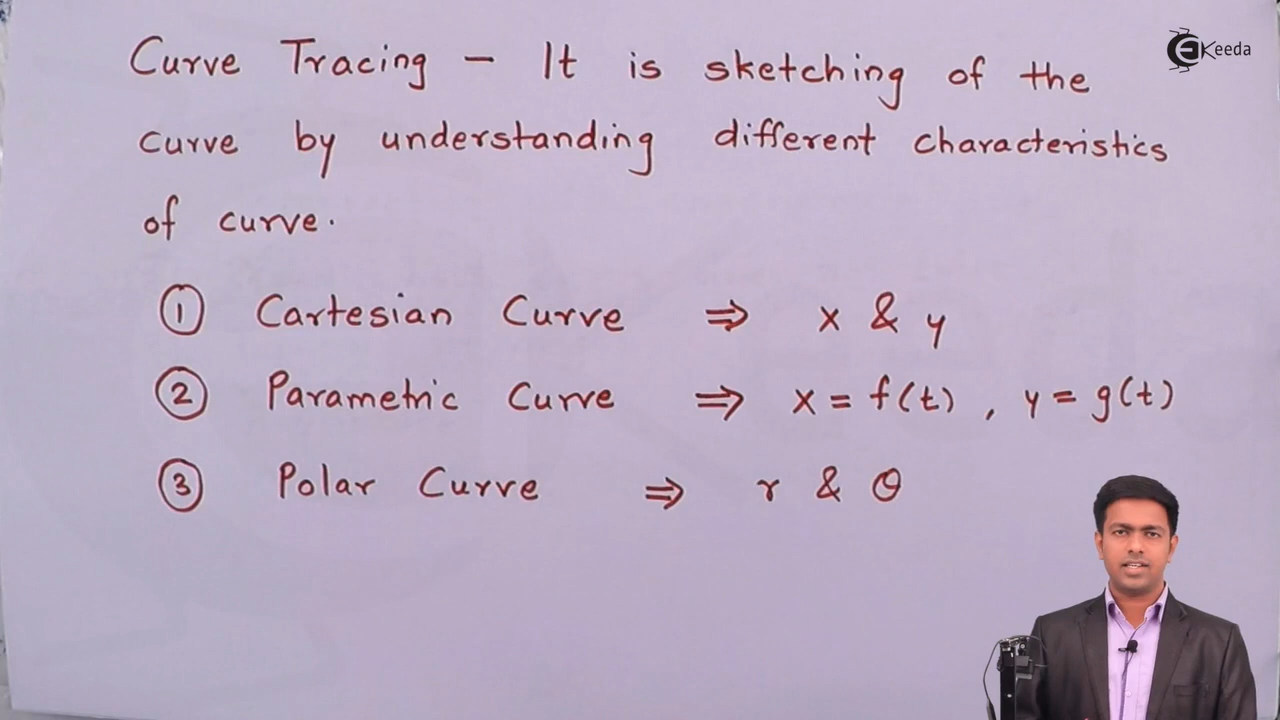 EKeeda
Curve Tracing - It is sketching of the
curve by understanding different characteristics
of curve.
① Cartesian Curve ⇒ x & y
② Parametric Curve ⇒ x = f(t) , y = g(t)
③ Polar Curve ⇒ r & θ